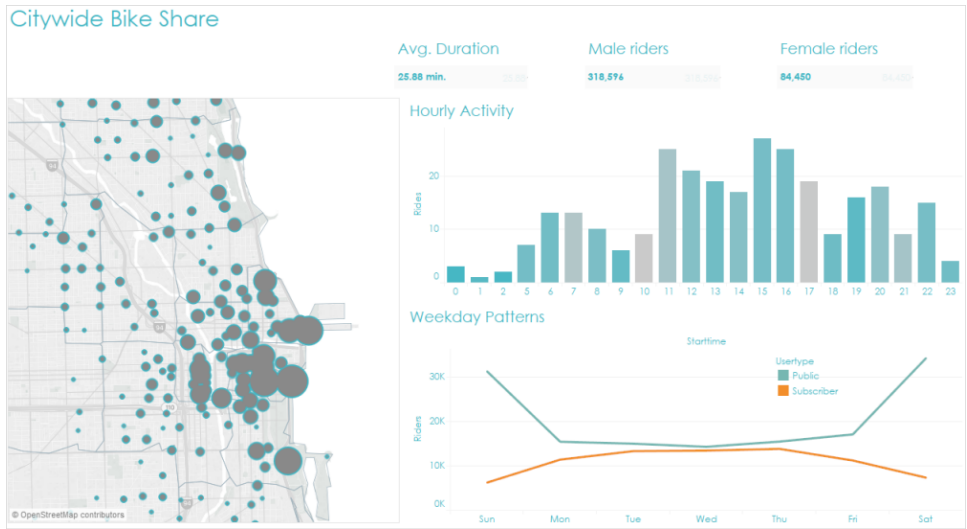 Citywide Bike Share
Avg. Duration
Male riders
Female riders
25.88 min.
318,596
84,450
Hourly Activity
Rides
20
10
0
0 1 2 5 6 7 8 9 10 11 12 13 14 15 16 17 18 19 20 21 22 23
Weekday Patterns
Starttime
Usertype
Public
Subscriber
Riders
30K
20K
10K
0K
Sun Mon Tue Wed Thu Fri Sat
© OpenStreetMap contributors